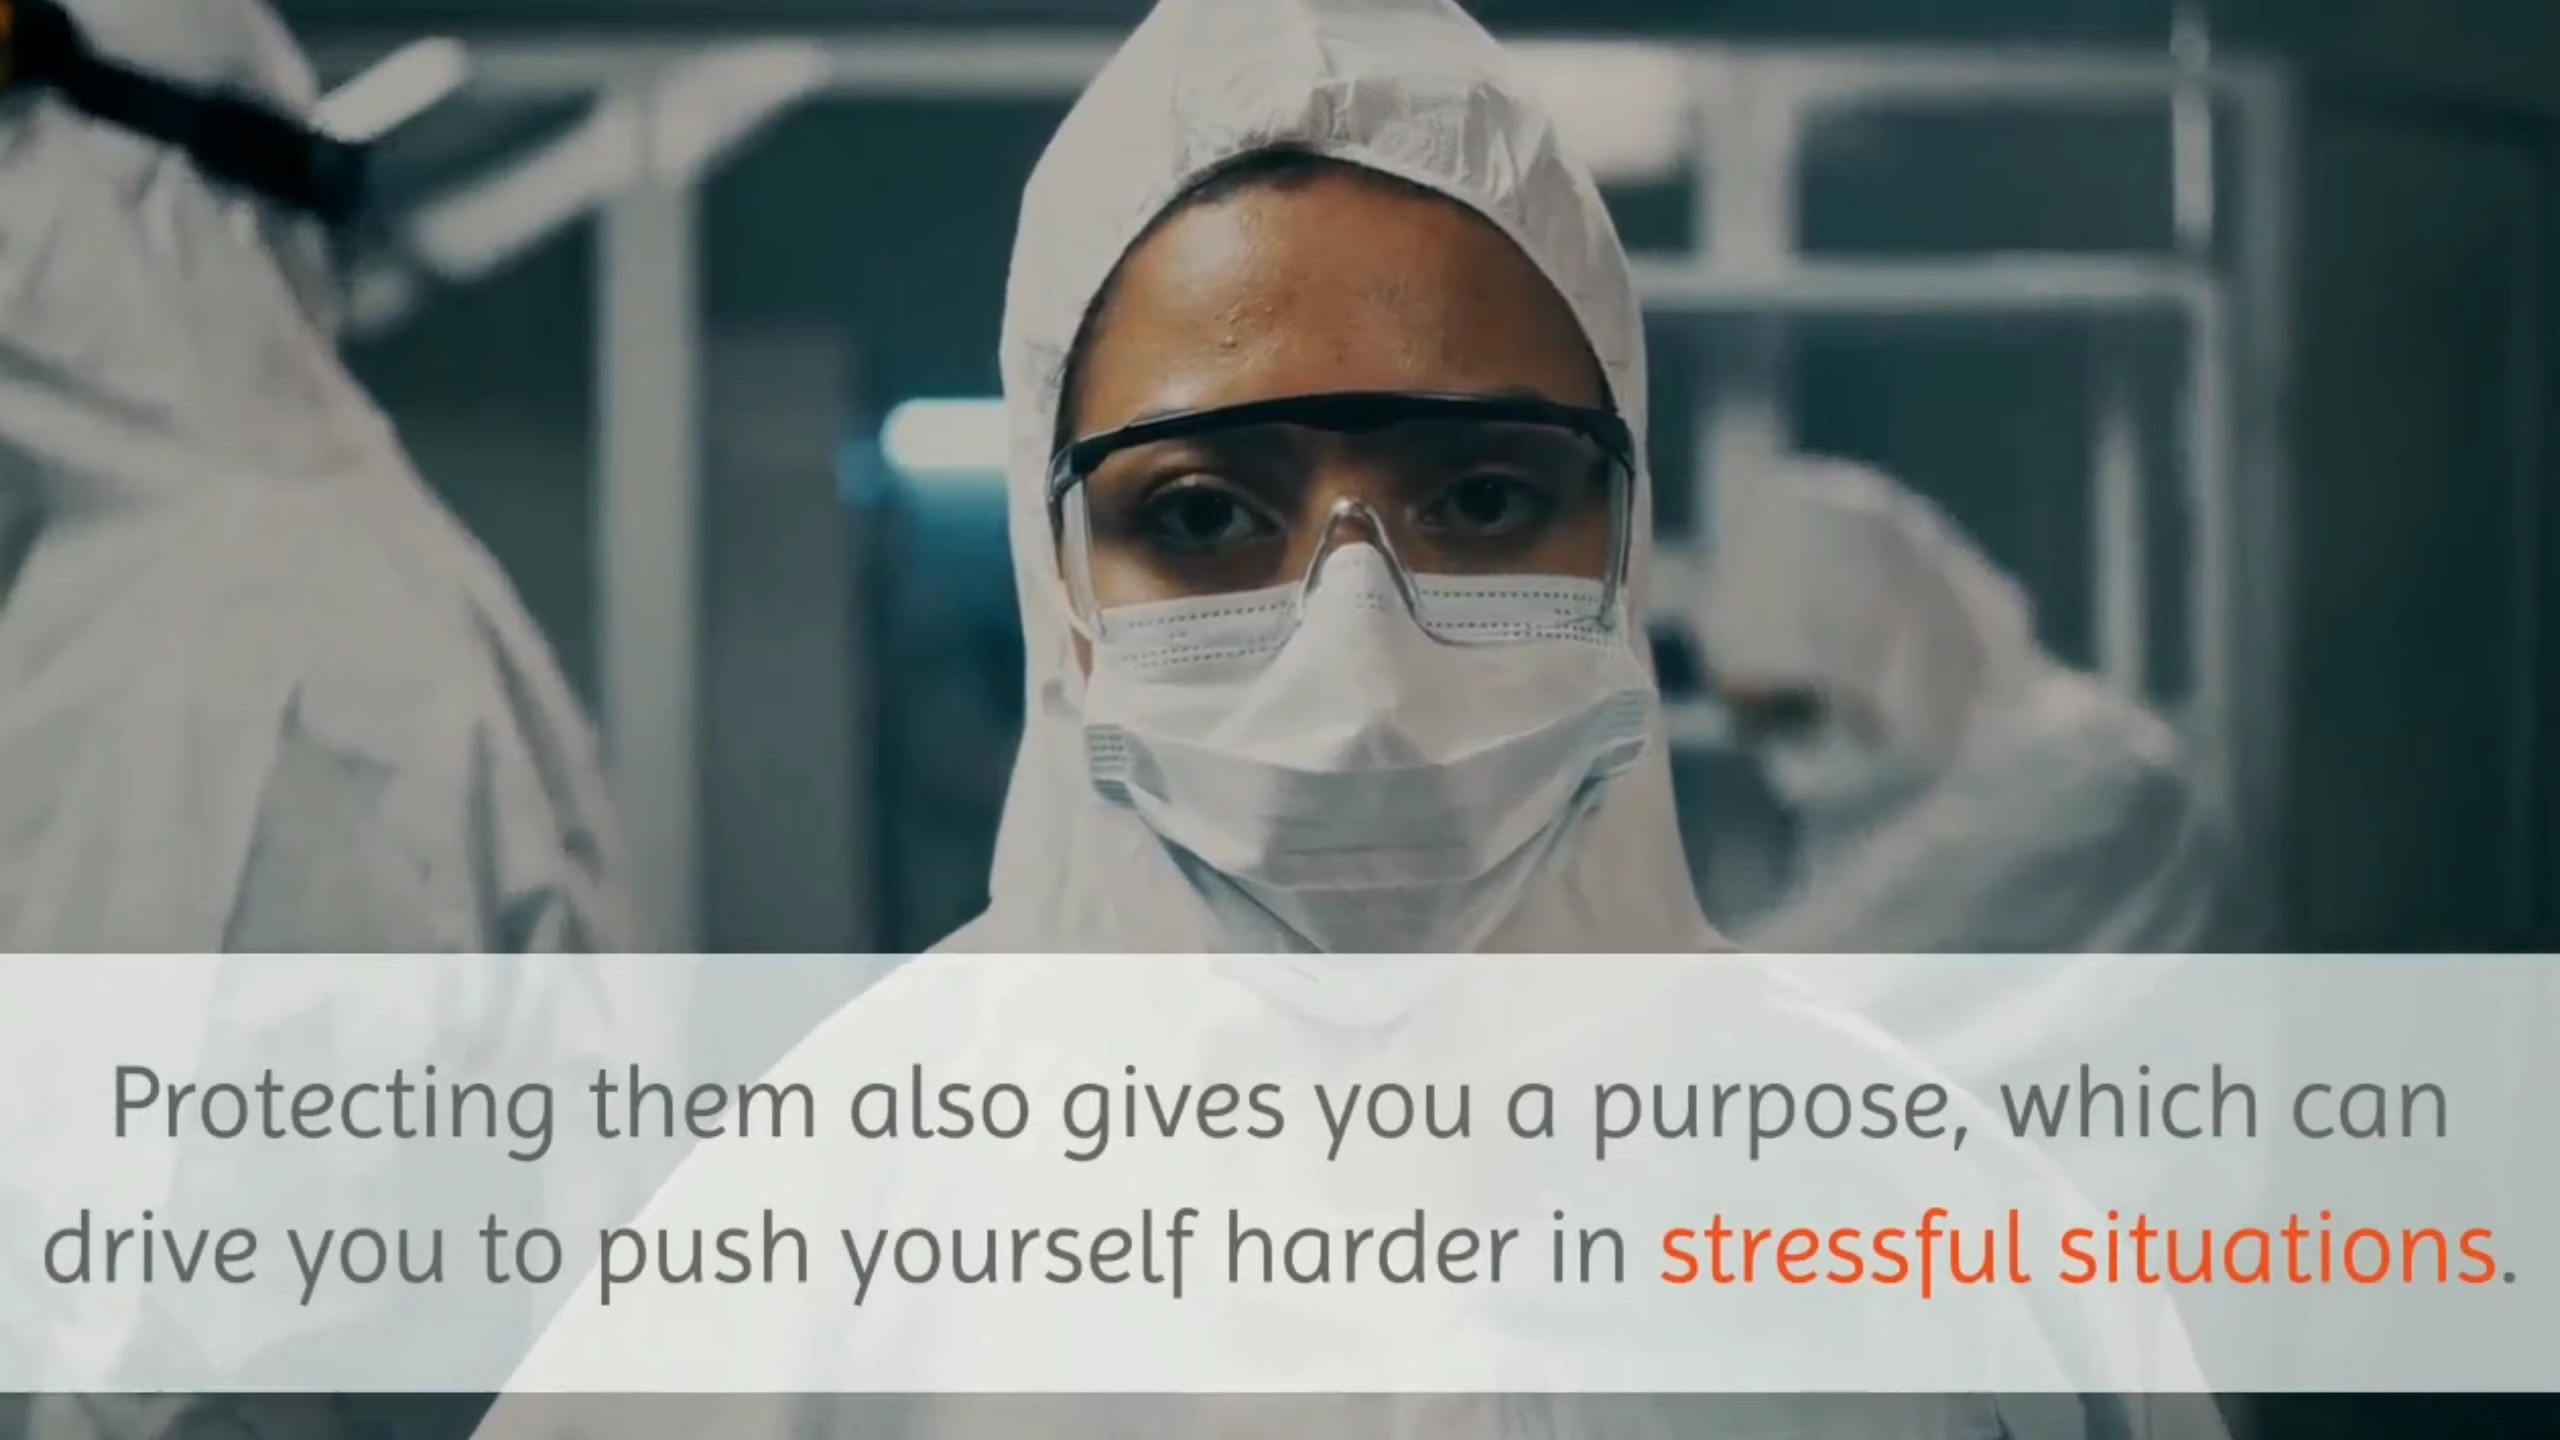 Protecting them also gives you a purpose, which can
drive you to push yourself harder in stressful situations.